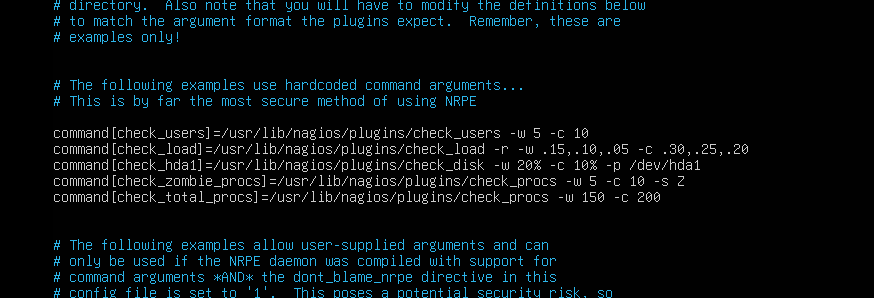 # directory.  Also note that you will have to modify the definitions below
# to match the argument format the plugins expect.  Remember, these are
# examples only!
# The following examples use hardcoded command arguments...
# This is by far the most secure method of using NRPE
command[check_users]=/usr/lib/nagios/plugins/check_users -w 5 -c 10
command[check_load]=/usr/lib/nagios/plugins/check_load -r -w .15,.10,.05 -c .30,.25,.20
command[check_hda1]=/usr/lib/nagios/plugins/check_disk -w 20% -c 10% -p /dev/hda1
command[check_zombie_procs]=/usr/lib/nagios/plugins/check_procs -w 5 -c 10 -s Z
command[check_total_procs]=/usr/lib/nagios/plugins/check_procs -w 150 -c 200
# The following examples allow user-supplied arguments and can
# only be used if the NRPE daemon was compiled with support for
# command arguments *AND* the dont_blame_nrpe directive in this
# config file is set to '1'.  This poses a potential security risk, so